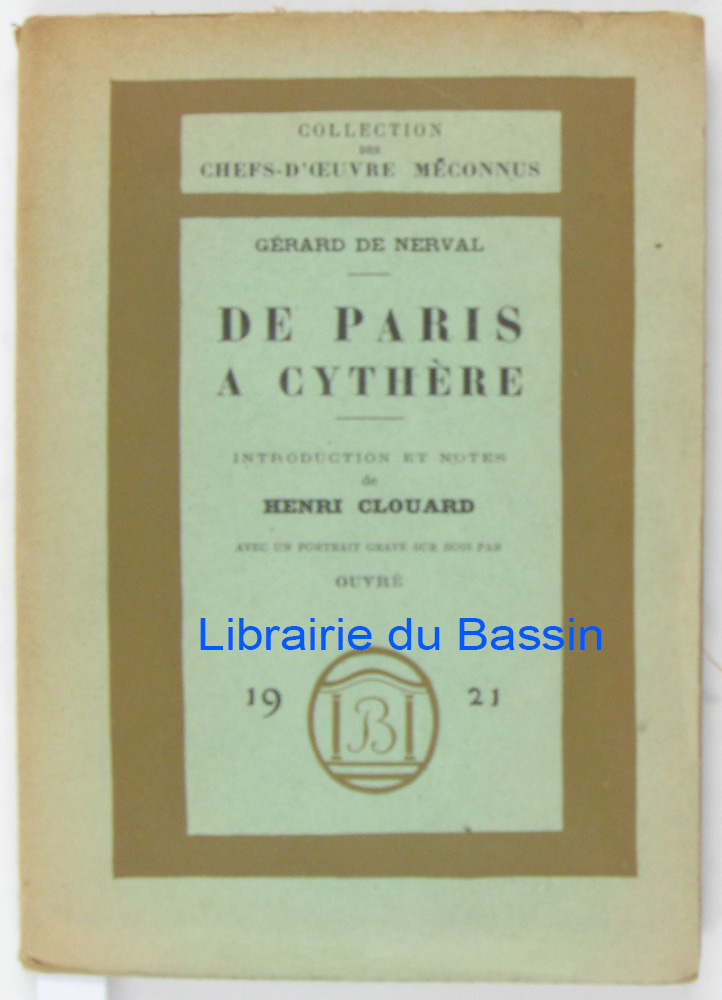 COLLECTION
DES
CHEFS-D'ŒUVRE MÉCONNUS
GÉRARD DE NERVAL
DE PARIS
A CYTHÈRE
INTRODUCTION ET NOTES
de
HENRI CLOUARD
AVEC UN PORTRAIT GRAVÉ SUR BOIS PAR
OUVRÉ
Librairie du Bassin
19 B 21